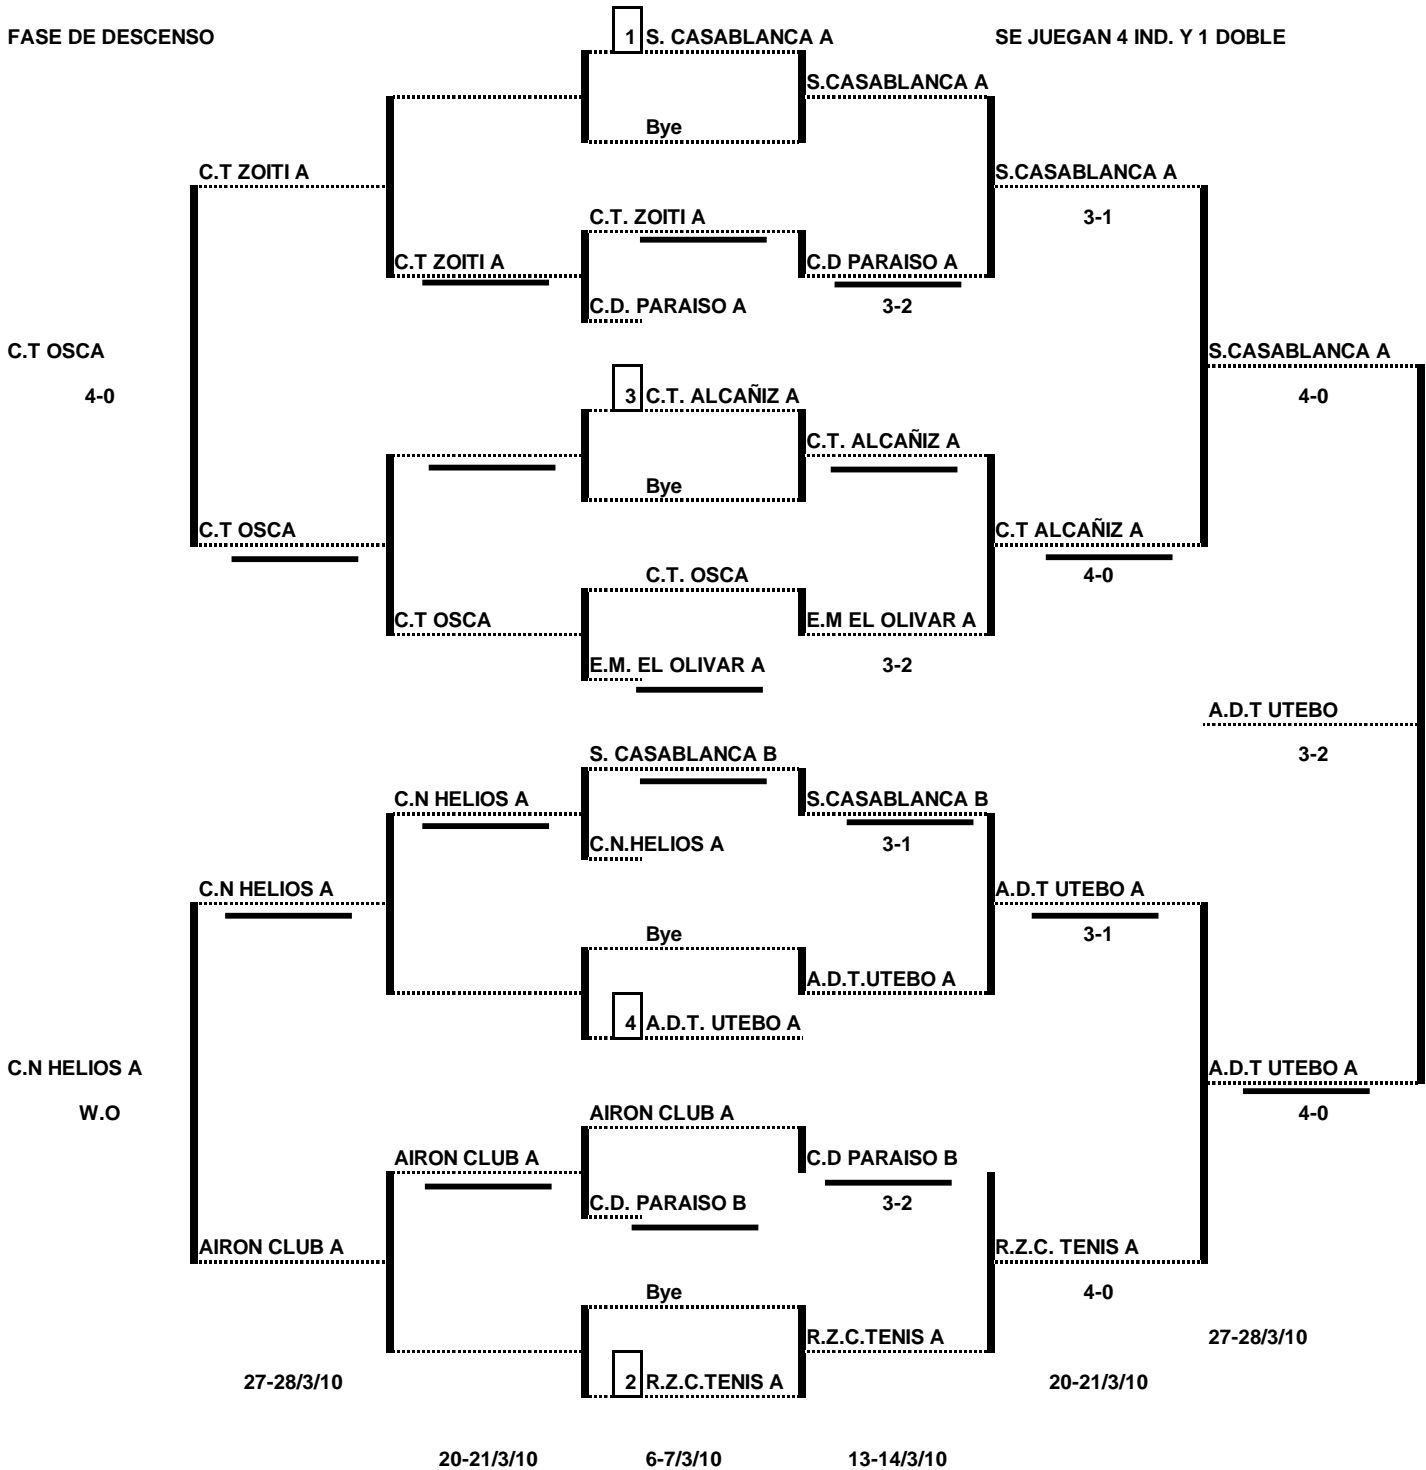 FASE DE DESCENSO
1 S. CASABLANCA A
SE JUEGAN 4 IND. Y 1 DOBLE
S.CASABLANCA A
Bye
C.T ZOITI A
S.CASABLANCA A
C.T. ZOITI A
3-1
C.T ZOITI A
C.D PARAISO A
C.D. PARAISO A
3-2
C.T OSCA
S.CASABLANCA A
4-0
3 C.T. ALCAÑIZ A
4-0
C.T. ALCAÑIZ A
Bye
C.T OSCA
C.T ALCAÑIZ A
C.T. OSCA
4-0
C.T OSCA
E.M EL OLIVAR A
E.M. EL OLIVAR A
3-2
A.D.T UTEBO
S. CASABLANCA B
3-2
C.N HELIOS A
S.CASABLANCA B
C.N.HELIOS A
3-1
C.N HELIOS A
A.D.T UTEBO A
Bye
3-1
A.D.T.UTEBO A
4 A.D.T. UTEBO A
C.N HELIOS A
A.D.T UTEBO A
W.O
AIRON CLUB A
4-0
AIRON CLUB A
C.D PARAISO B
C.D. PARAISO B
3-2
AIRON CLUB A
R.Z.C. TENIS A
Bye
4-0
R.Z.C.TENIS A
27-28/3/10
27-28/3/10
2 R.Z.C.TENIS A
20-21/3/10
20-21/3/10
6-7/3/10
13-14/3/10